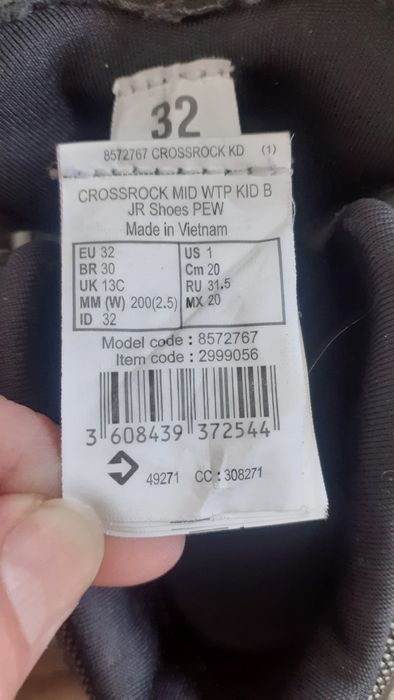 32
8572767 CROSSROCK KD (1)
CROSSROCK MID WTP KID B
JR Shoes PEW
Made in Vietnam
EU 32 US 1
BR 30 Cm 20
UK 13C RU 31.5
MM (W) 200(2.5) MX 20
ID 32
Model code : 8572767
Item code : 2999056
3 608439 372544
49271 CC : 308271